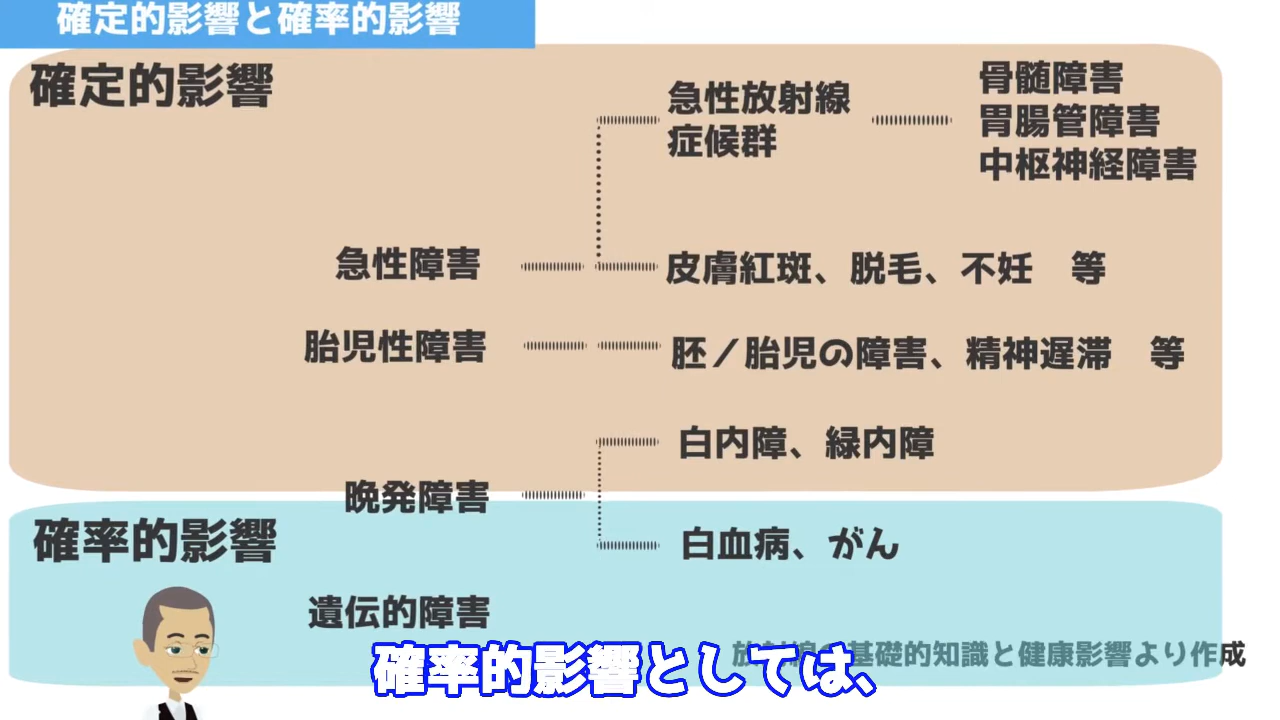 確定的影響と確率的影響
確定的影響
急性放射線
症候群
骨髄障害
胃腸管障害
中枢神経障害
急性障害
皮膚紅斑、脱毛、不妊　等
胎児性障害
胚／胎児の障害、精神遅滞　等
白内障、緑内障
晩発障害
確率的影響
白血病、がん
遺伝的障害
放射線の基礎的知識と健康影響より作成
確率的影響としては、